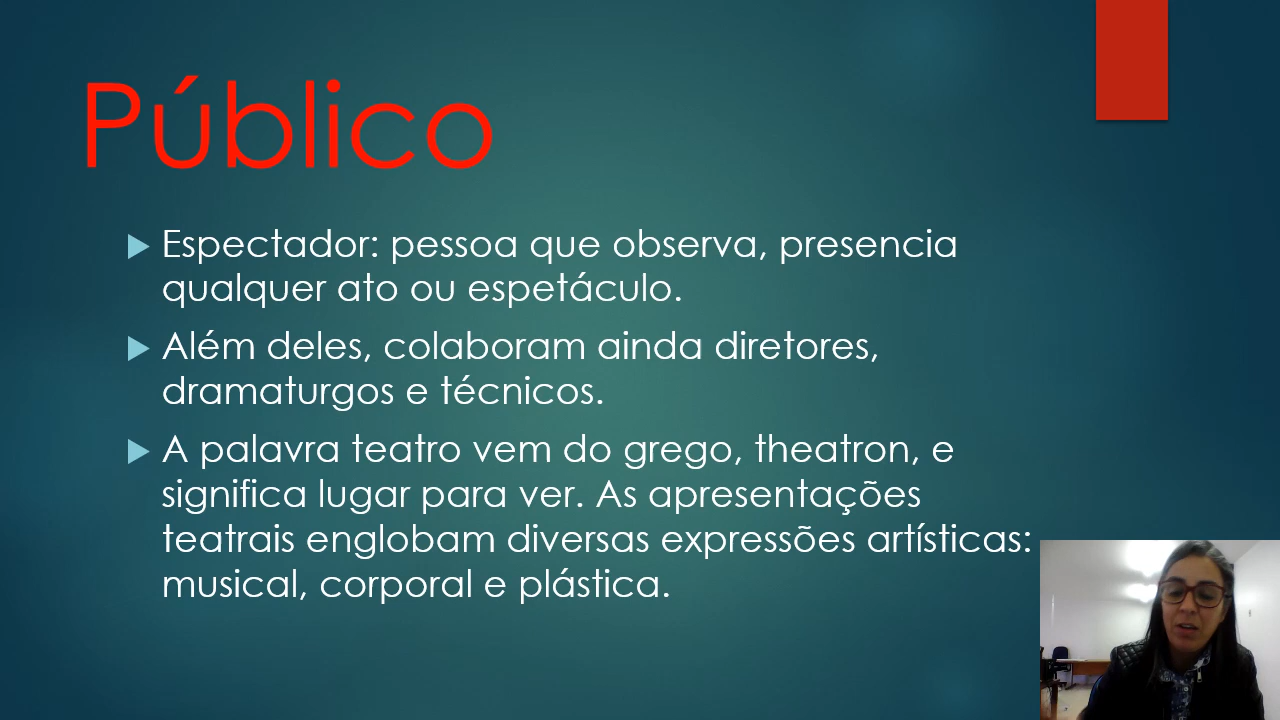 Público
Espectador: pessoa que observa, presencia
qualquer ato ou espetáculo.
Além deles, colaboram ainda diretores,
dramaturgos e técnicos.
A palavra teatro vem do grego, theatron, e
significa lugar para ver. As apresentações
teatrais englobam diversas expressões artísticas:
musical, corporal e plástica.